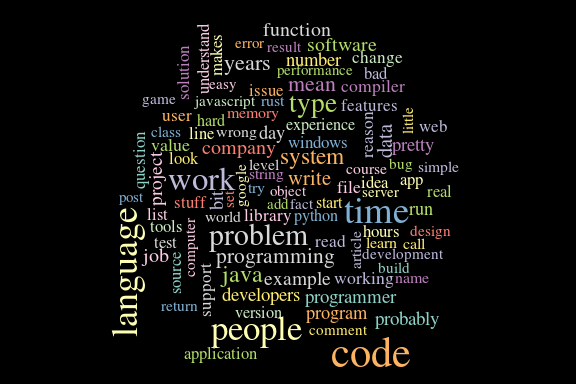 function
understand
makes
error
result
software
solution
years
number
change
performance
bad
easy
issue
mean
compiler
game
javascript
rust
type
features
user
hard
memory
experience
reason
little
web
class
line
wrong
day
windows
data
pretty
question
value
look
company
system
project
level
course
bug
simple
work
google
string
write
file
idea
app
try
object
server
real
post
stuff
bit
set
add
fact
start
time
run
list
world
library
python
language
tools
problem
read
hours
design
test
computer
article
learn
call
job
programming
development
source
support
java
example
working
build
name
developers
programmer
return
version
program
people
comment
probably
application
code